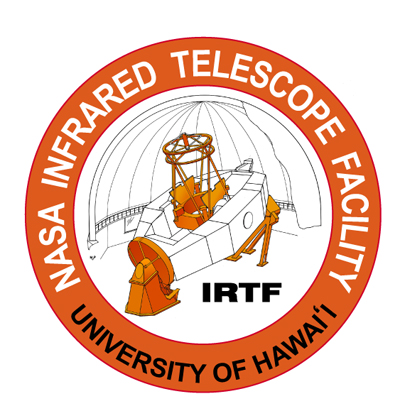 NASA INFRARED TELESCOPE FACILITY
IRTF
UNIVERSITY OF HAWAIʻI